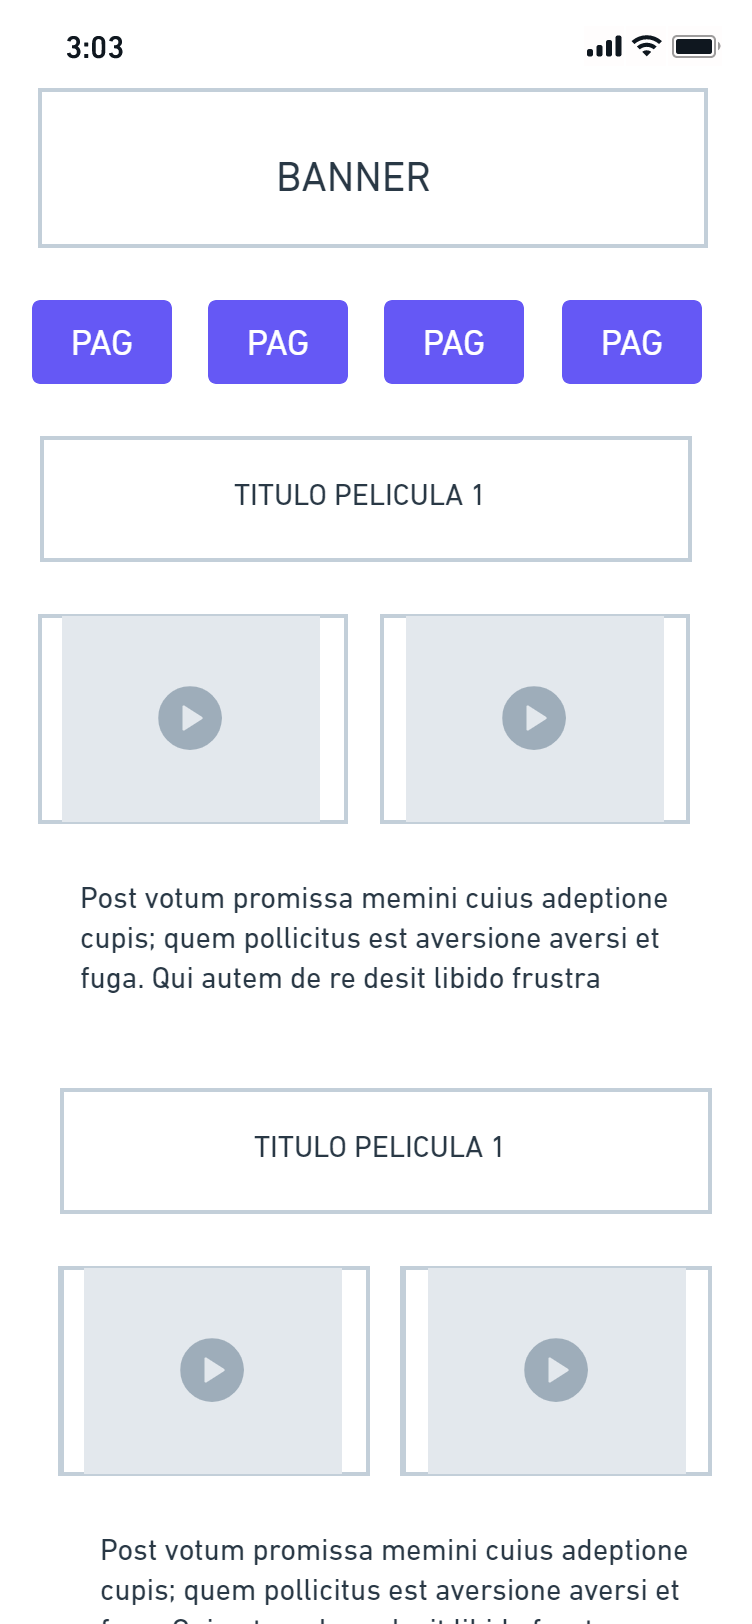 3:03
BANNER
PAG PAG PAG PAG
TITULO PELICULA 1
Post votum promissa memini cuius adeptione
cupis; quem pollicitus est aversione aversi et
fuga. Qui autem de re desit libido frustra
TITULO PELICULA 1
Post votum promissa memini cuius adeptione
cupis; quem pollicitus est aversione aversi et